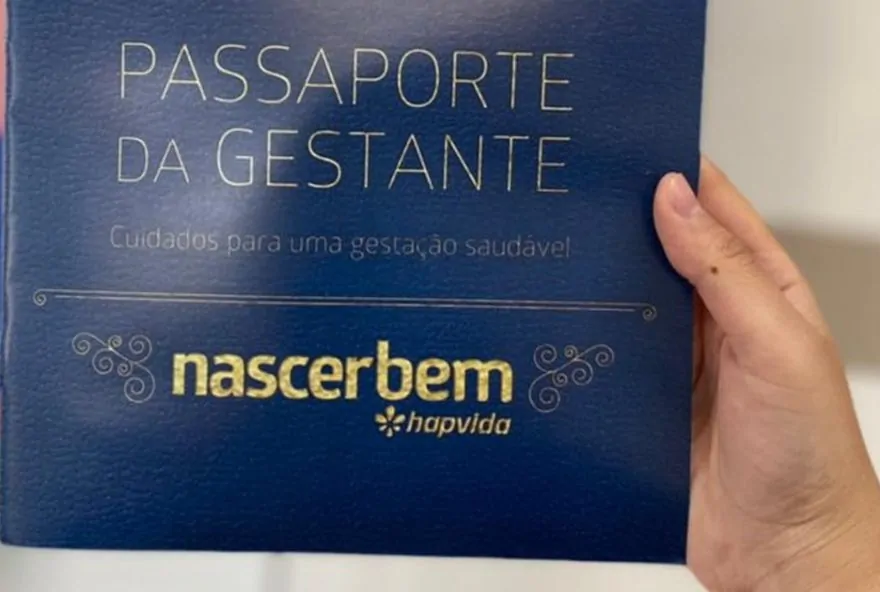 PASSAPORTE
DA GESTANTE
Cuidados para uma gestação saudável
nascerbem
hapvida